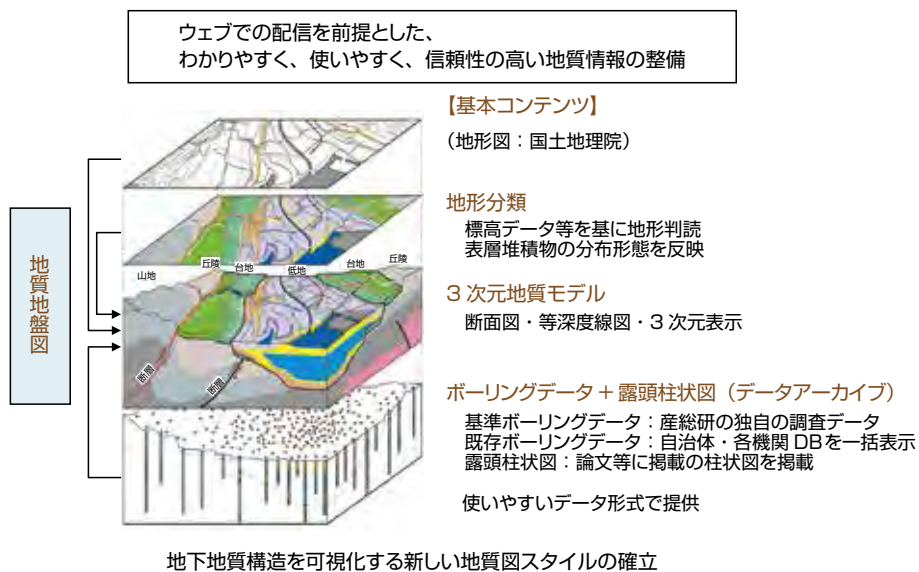 ウェブでの配信を前提とした、
わかりやすく、使いやすく、信頼性の高い地質情報の整備
【基本コンテンツ】
（地形図：国土地理院）
地形分類
標高データ等を基に地形判読
表層堆積物の分布形態を反映
地質地盤図
山地
丘陵
台地
低地
台地
丘陵
断層
断層
3 次元地質モデル
断面図・等深度線図・3 次元表示
ボーリングデータ + 露頭柱状図（データアーカイブ）
基準ボーリングデータ：産総研の独自の調査データ
既存ボーリングデータ：自治体・各機関 DB を一括表示
露頭柱状図：論文等に掲載の柱状図を掲載
使いやすいデータ形式で提供
地下地質構造を可視化する新しい地質図スタイルの確立